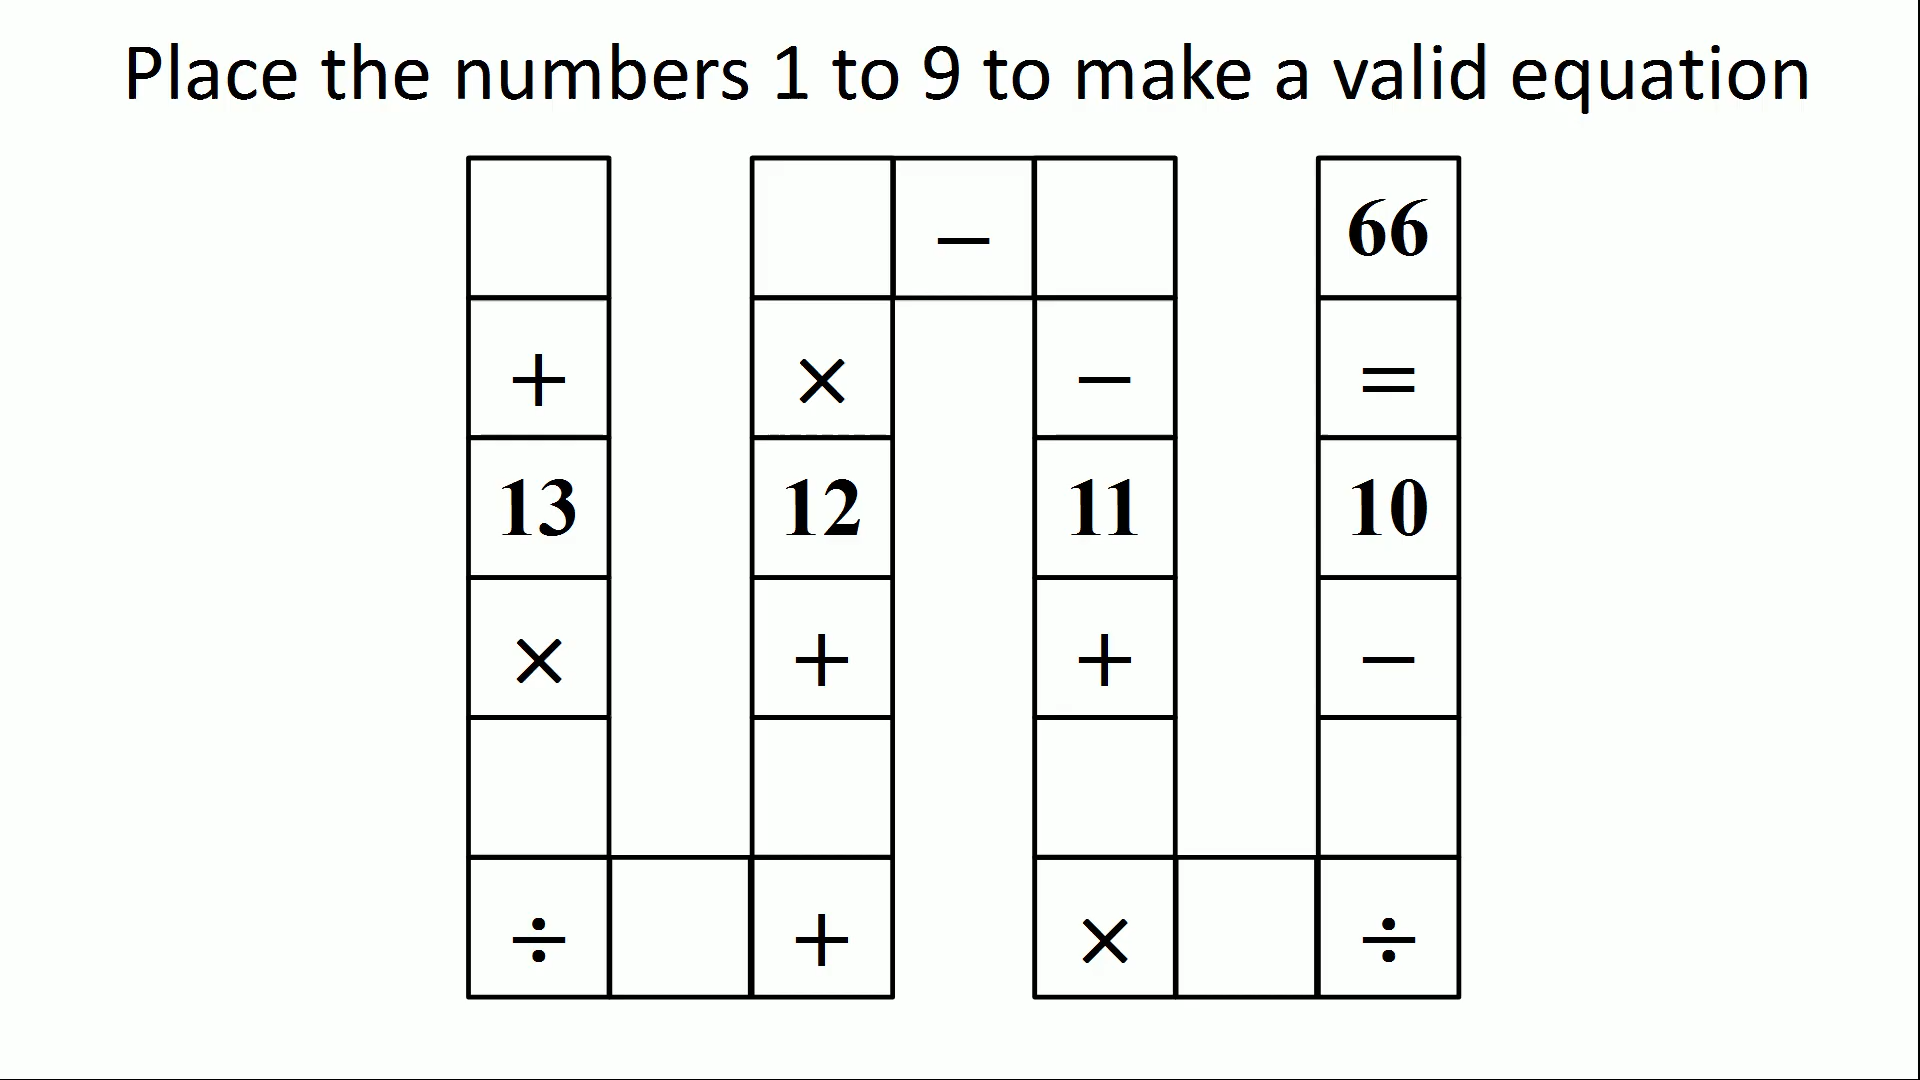 Place the numbers 1 to 9 to make a valid equation
− 66
+ × − =
13 12 11 10
× + + −
÷ + × ÷